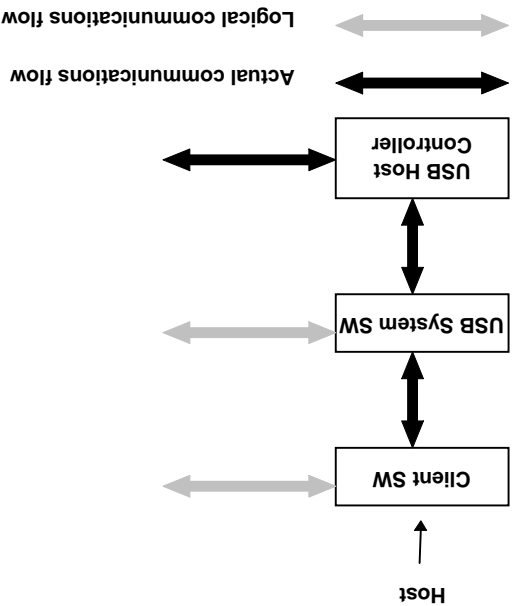 Host
Client SW
USB System SW
USB Host
Controller
Actual communications flow
Logical communications flow